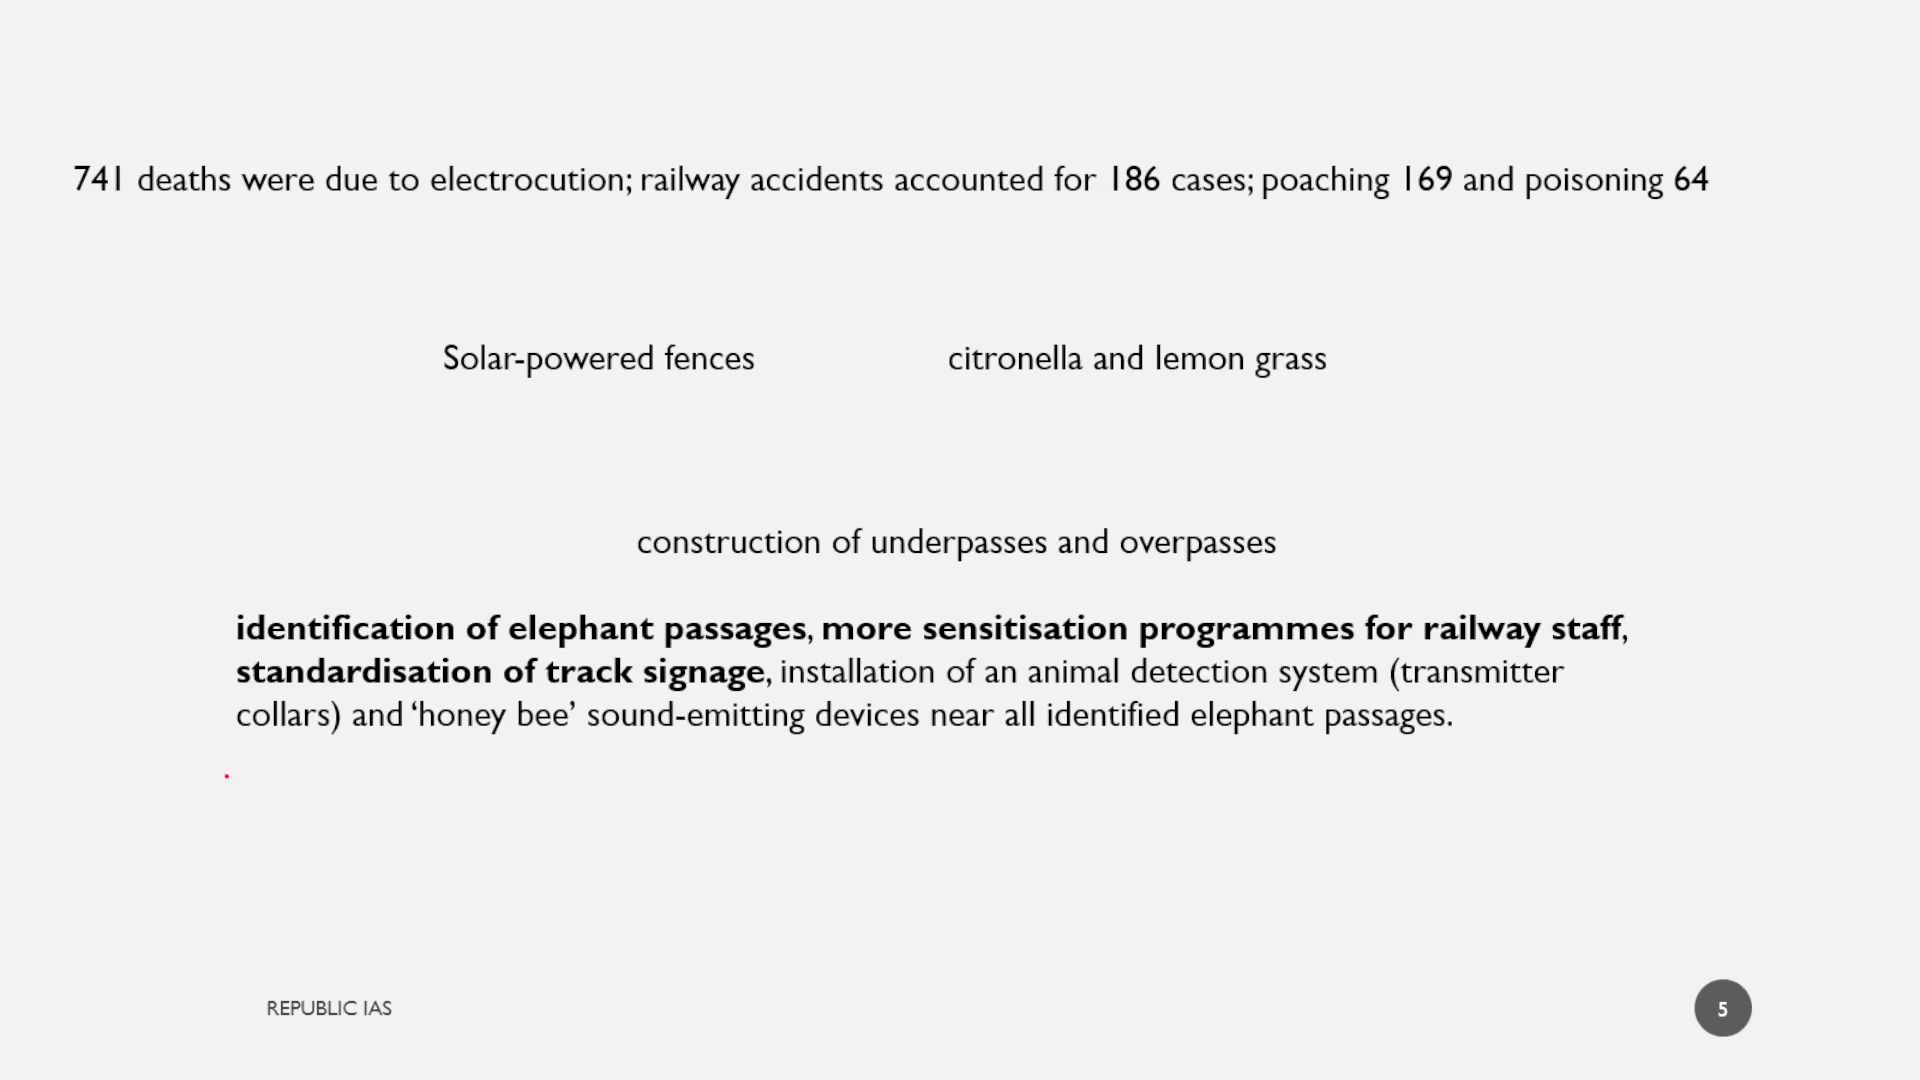 741 deaths were due to electrocution; railway accidents accounted for 186 cases; poaching 169 and poisoning 64
Solar-powered fences
citronella and lemon grass
construction of underpasses and overpasses
identification of elephant passages, more sensitisation programmes for railway staff,
standardisation of track signage, installation of an animal detection system (transmitter
collars) and ‘honey bee’ sound-emitting devices near all identified elephant passages.
REPUBLIC IAS
5